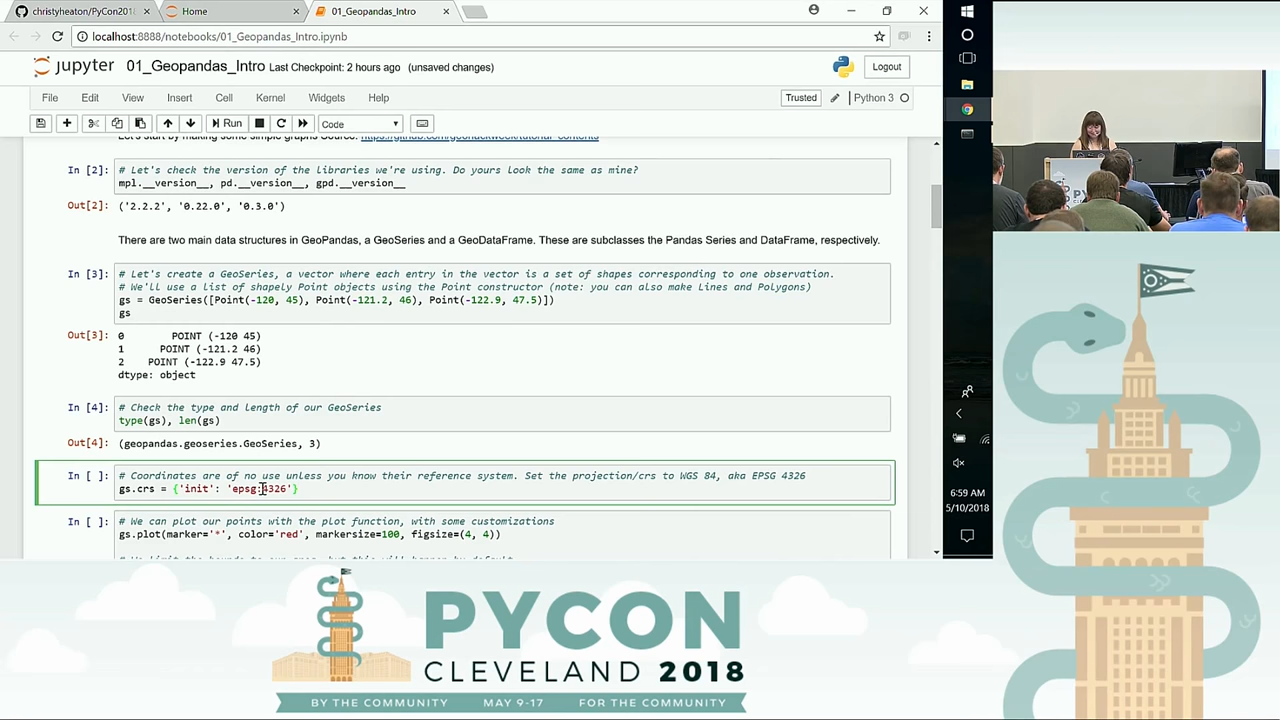 christyheaton/PyCon2018
Home
01_Geopandas_Intro
localhost:8888/notebooks/01_Geopandas_Intro.ipynb
jupyter 01_Geopandas_Intro Last Checkpoint: 2 hours ago (unsaved changes)
Logout
File Edit View Insert Cell Kernel Widgets Help
Trusted Python 3
Run Code
In [2]: # Let's check the version of the libraries we're using. Do yours look the same as mine?
mpl.__version__, pd.__version__, gpd.__version__
Out[2]: ('2.2.2', '0.22.0', '0.3.0')
There are two main data structures in GeoPandas, a GeoSeries and a GeoDataFrame. These are subclasses the Pandas Series and DataFrame, respectively.
In [3]: # Let's create a GeoSeries, a vector where each entry in the vector is a set of shapes corresponding to one observation.
# We'll use a list of shapely Point objects using the Point constructor (note: you can also make Lines and Polygons)
gs = GeoSeries([Point(-120, 45), Point(-121.2, 46), Point(-122.9, 47.5)])
gs
Out[3]: 0 POINT (-120 45)
1 POINT (-121.2 46)
2 POINT (-122.9 47.5)
dtype: object
In [4]: # Check the type and length of our GeoSeries
type(gs), len(gs)
Out[4]: (geopandas.geoseries.GeoSeries, 3)
In [ ]: # Coordinates are of no use unless you know their reference system. Set the projection/crs to WGS 84, aka EPSG 4326
gs.crs = {'init': 'epsg:4326'}
In [ ]: # We can plot our points with the plot function, with some customizations
gs.plot(marker='*', color='red', markersize=100, figsize=(4, 4))
6:59 AM
5/10/2018
PYCON
CLEVELAND 2018
BY THE COMMUNITY MAY 9-17 FOR THE COMMUNITY